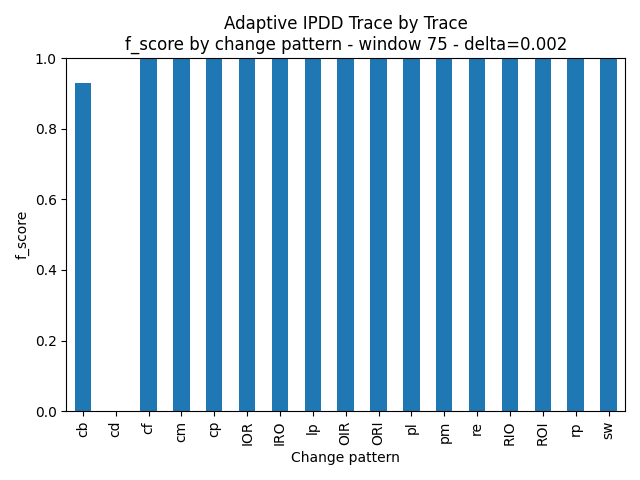 Adaptive IPDD Trace by Trace
f_score by change pattern - window 75 - delta=0.002
f_score
1.0
0.8
0.6
0.4
0.2
0.0
cb
cd
cf
cm
cp
IOR
IRO
lp
OIR
ORI
pl
pm
re
RIO
ROI
rp
sw
Change pattern